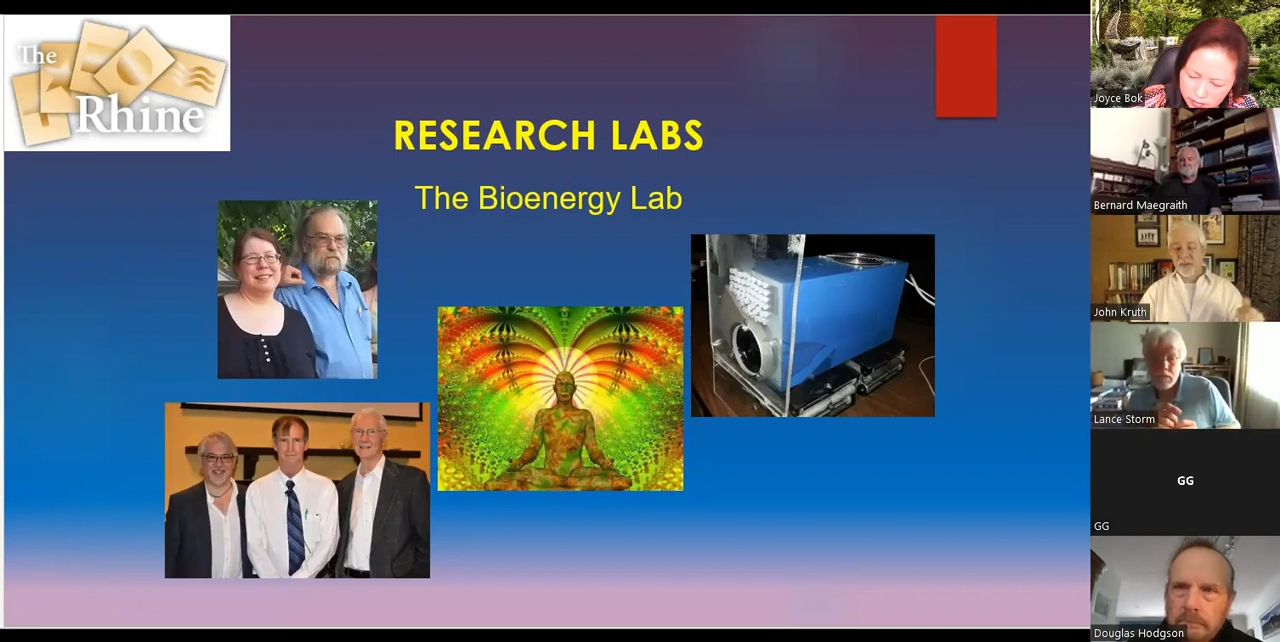 The
Rhine
RESEARCH LABS
The Bioenergy Lab
Joyce Bok
Bernard Maegraith
John Kruth
Lance Storm
GG
GG
Douglas Hodgson